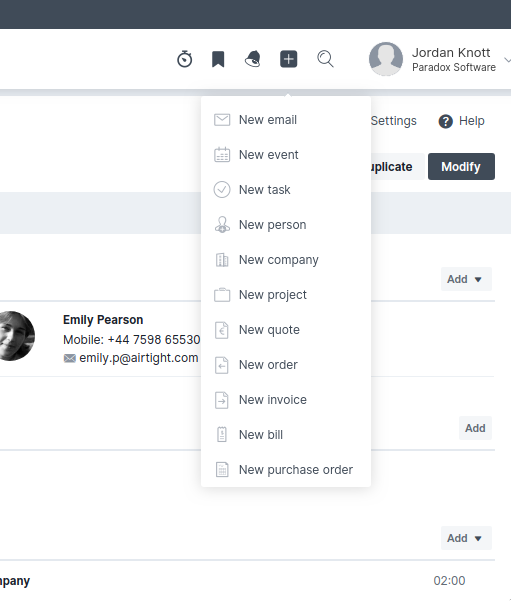 Jordan Knott
Paradox Software
Settings
Help
Modify
New email
New event
New task
New person
New company
New project
New quote
New order
New invoice
New bill
New purchase order
Add
Emily Pearson
Mobile: +44 7598 65530
emily.p@airtight.com
Add
Add
02:00